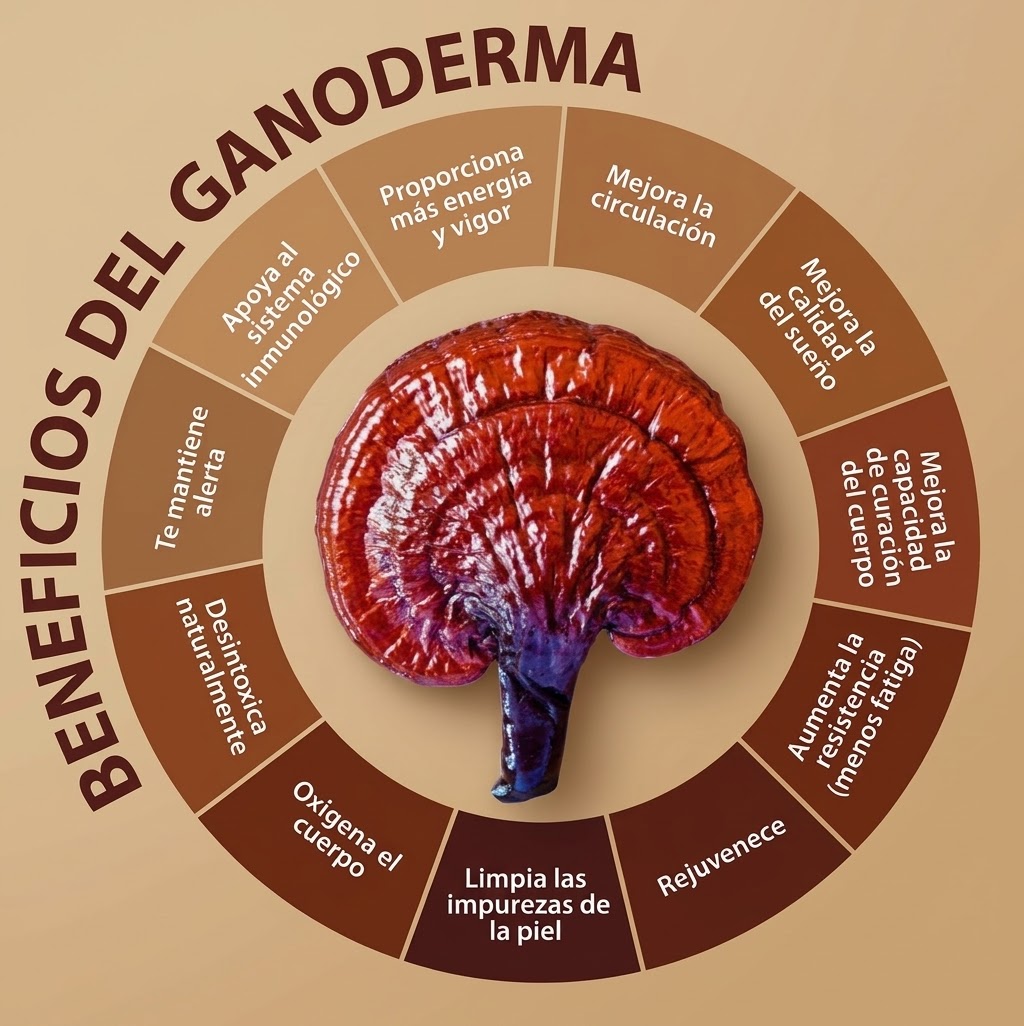 BENEFICIOS DEL GANODERMA
Proporciona
más energía
y vigor
Mejora la
circulación
Mejora la
calidad
del sueño
Mejora la
capacidad
de curación
del cuerpo
Aumenta la
resistencia
(menos fatiga)
Rejuvenece
Limpia las
impurezas de
la piel
Oxigena el
cuerpo
Desintoxica
naturalmente
Te mantiene
alerta
Apoya al
sistema
inmunológico